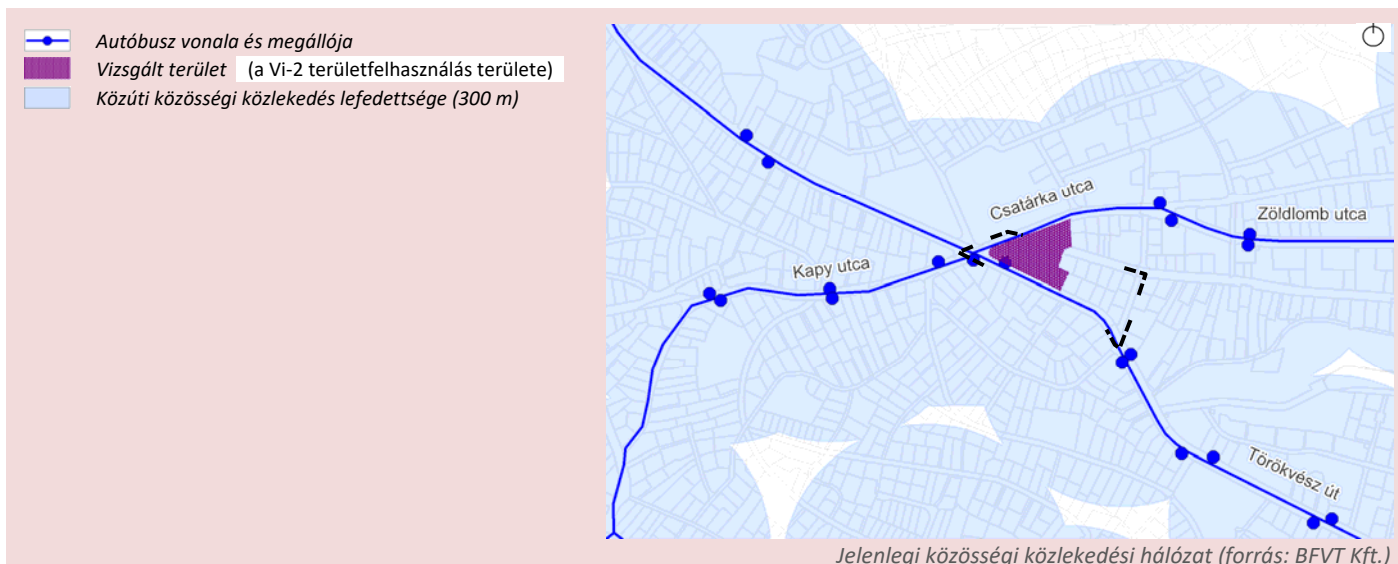 Autóbusz vonala és megállója
Vizsgált terület (a Vi-2 területfelhasználás területe)
Közúti közösségi közlekedés lefedettsége (300 m)
Csatárka utca
Zöldlomb utca
Kapy utca
Törökvész út
Jelenlegi közösségi közlekedési hálózat (forrás: BFVT Kft.)